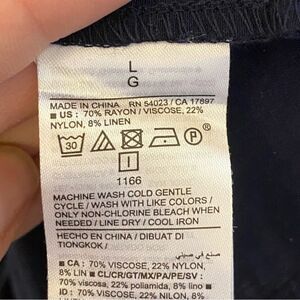 L
G
MADE IN CHINA RN 54023 / CA 17897
■ US : 70% RAYON / VISCOSE, 22%
NYLON, 8% LINEN
30
P
I
1166
MACHINE WASH COLD GENTLE
CYCLE / WASH WITH LIKE COLORS /
ONLY NON-CHLORINE BLEACH WHEN
NEEDED / LINE DRY / COOL IRON
HECHO EN CHINA / DIBUAT DI
TIONGKOK / صنع في الصين
■ CA : 70% VISCOSE, 22% NYLON,
8% LIN ■ CL/CR/GT/MX/PA/PE/SV :
70% viscosa, 22% poliamida, 8% lino ■
ID : 70% VISCOSE, 22% NILON, 8%